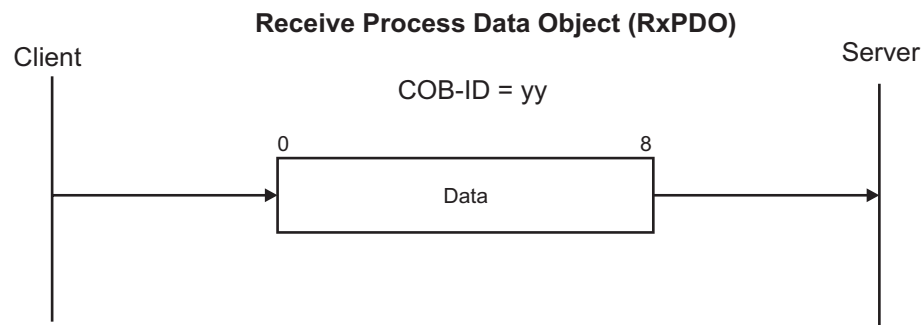 Receive Process Data Object (RxPDO)
Client
Server
COB-ID = yy
0
8
Data